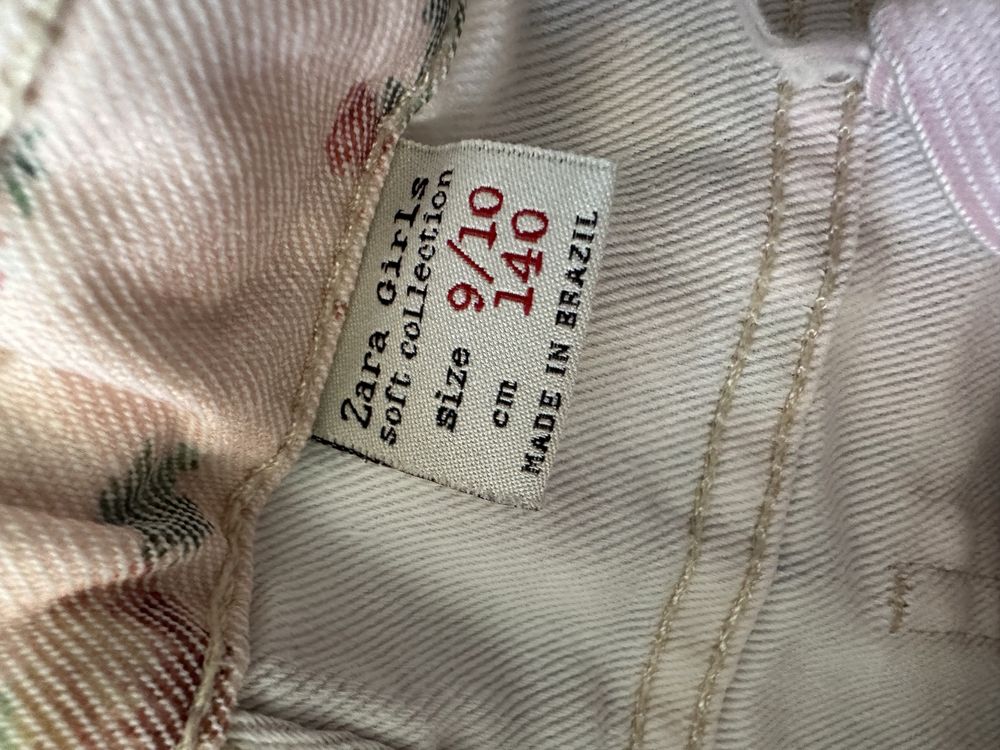 Zara Girls
soft collection
Size 9/10
cm 140
MADE IN BRAZIL